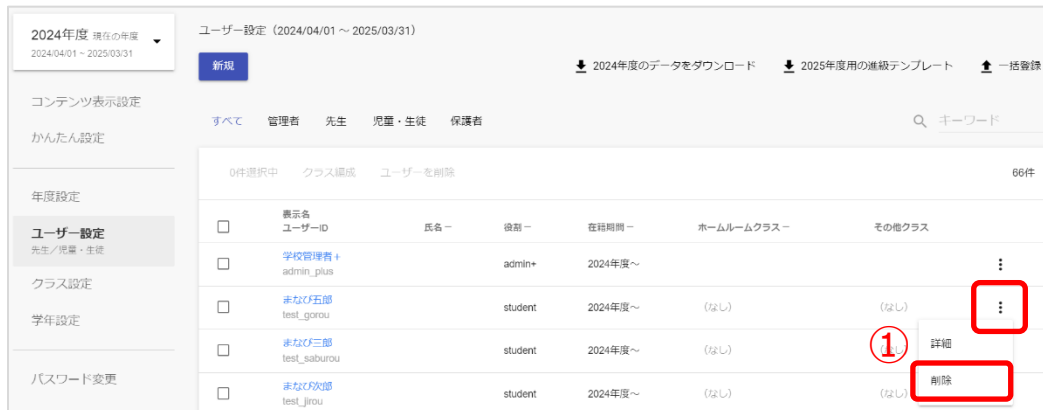 2024年度 現在の年度
2024/04/01 ~ 2025/03/31
コンテンツ表示設定
かんたん設定
年度設定
ユーザー設定
先生／児童・生徒
クラス設定
学年設定
パスワード変更
ユーザー設定（2024/04/01 ～ 2025/03/31）
新規
2024年度のデータをダウンロード 2025年度用の進級テンプレート 一括登録
すべて 管理者 先生 児童・生徒 保護者 キーワード
0件選択中 クラス編成 ユーザーを削除 66件
表示名
ユーザーID 氏名 － 役割 － 在籍期間 － ホームルームクラス － その他クラス
学校管理者＋ admin+ 2024年度～
admin_plus
まなび五郎 student 2024年度～ （なし） （なし）
test_gorou
① 詳細
まなび三郎 student 2024年度～ （なし）
test_saburou
削除
まなび次郎 student 2024年度～ （なし） （なし）
test_jirou